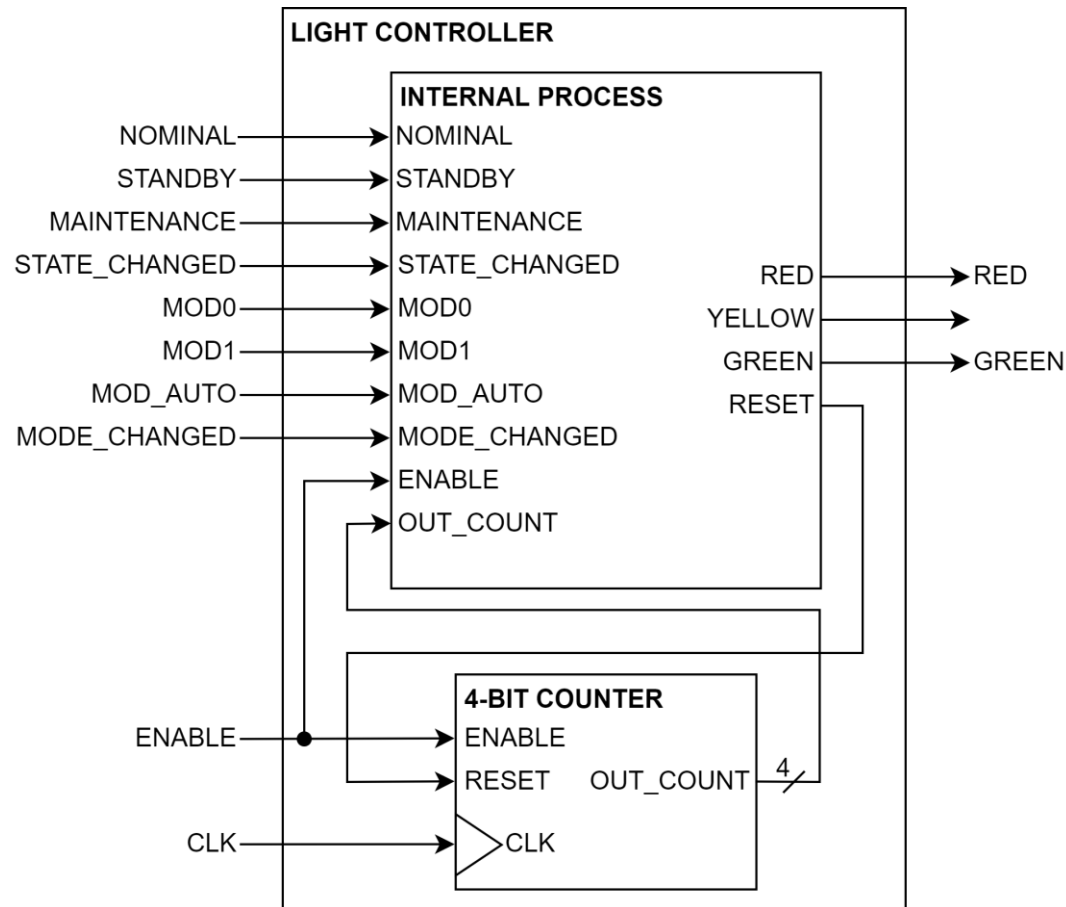 LIGHT CONTROLLER
INTERNAL PROCESS
NOMINAL NOMINAL
STANDBY STANDBY
MAINTENANCE MAINTENANCE
STATE_CHANGED STATE_CHANGED
RED RED
MOD0 MOD0
YELLOW
MOD1 MOD1
GREEN GREEN
MOD_AUTO MOD_AUTO
RESET
MODE_CHANGED MODE_CHANGED
ENABLE
OUT_COUNT
4-BIT COUNTER
ENABLE ENABLE
RESET OUT_COUNT 4
CLK CLK